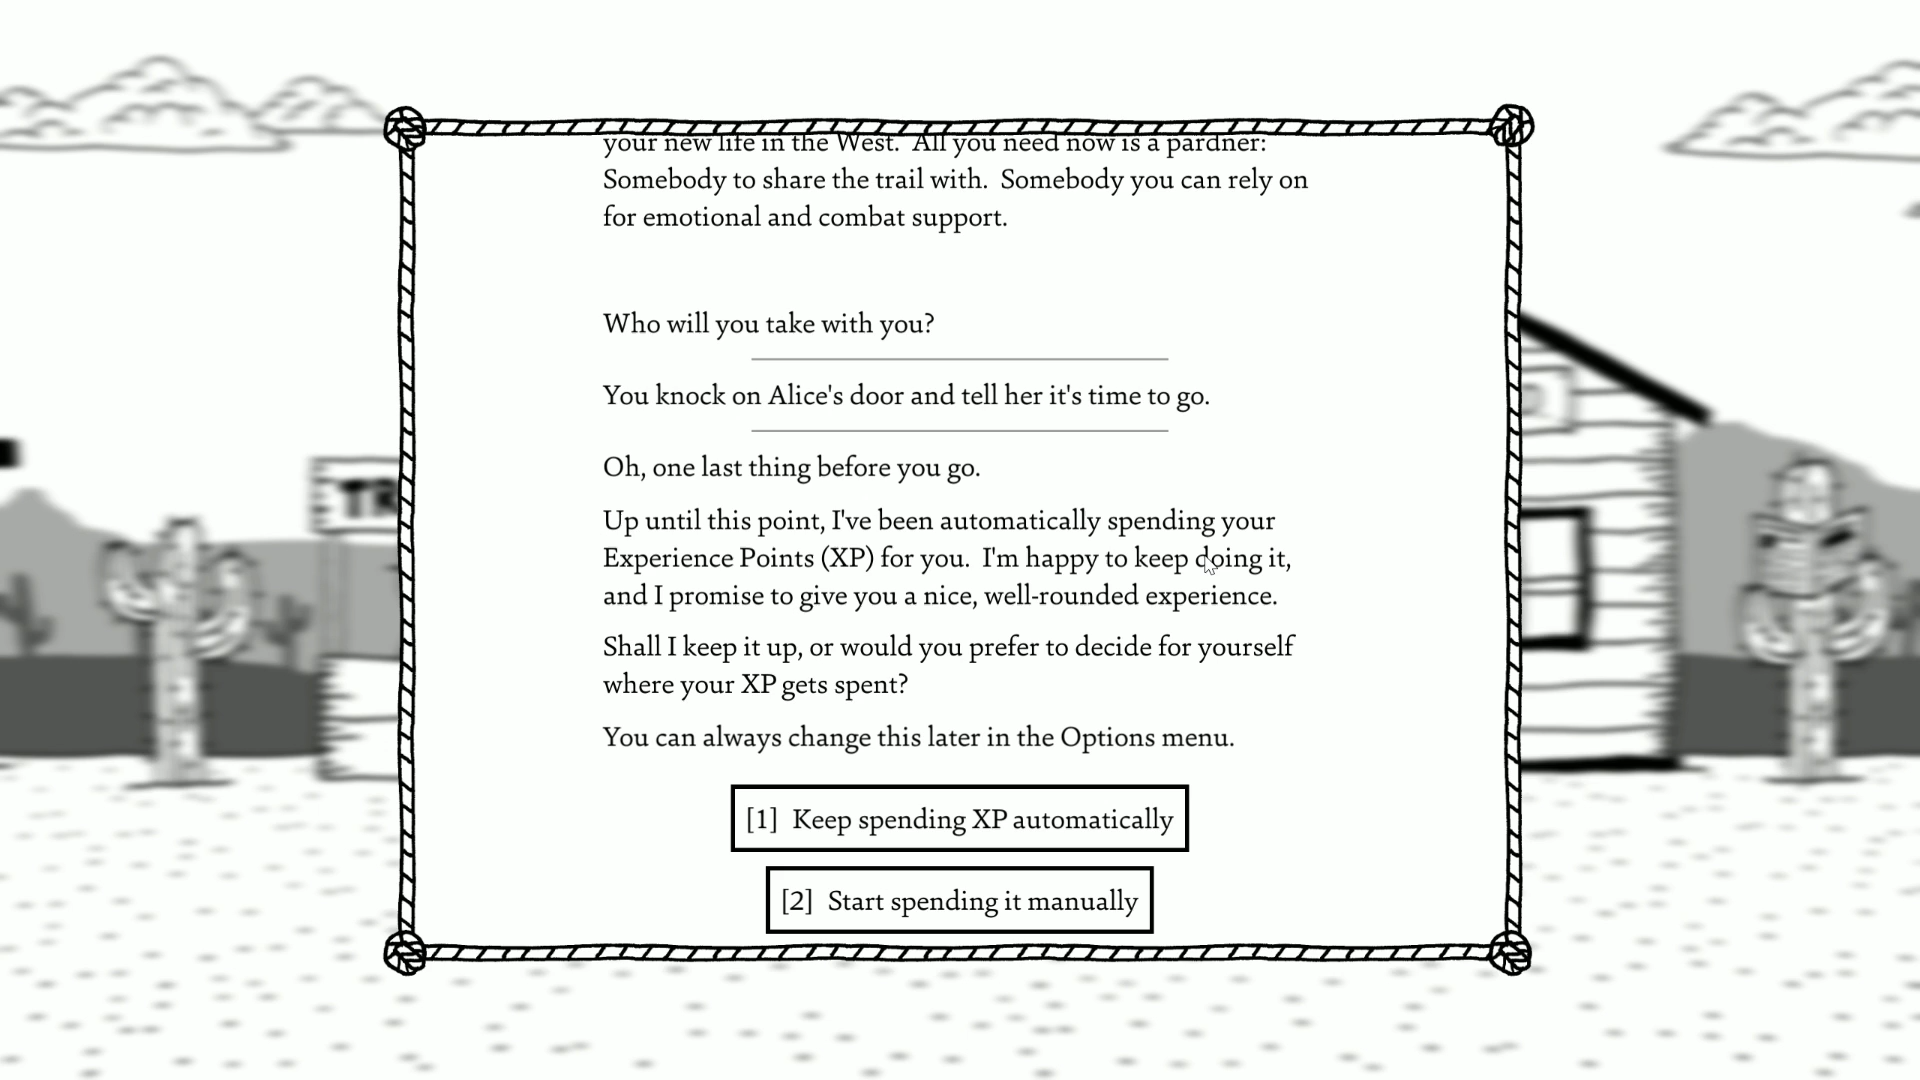 your new life in the West.  All you need now is a pardner:
Somebody to share the trail with.  Somebody you can rely on
for emotional and combat support.
Who will you take with you?
You knock on Alice's door and tell her it's time to go.
Oh, one last thing before you go.
TR
Up until this point, I've been automatically spending your
Experience Points (XP) for you.  I'm happy to keep doing it,
and I promise to give you a nice, well-rounded experience.
Shall I keep it up, or would you prefer to decide for yourself
where your XP gets spent?
You can always change this later in the Options menu.
[1]  Keep spending XP automatically
[2]  Start spending it manually